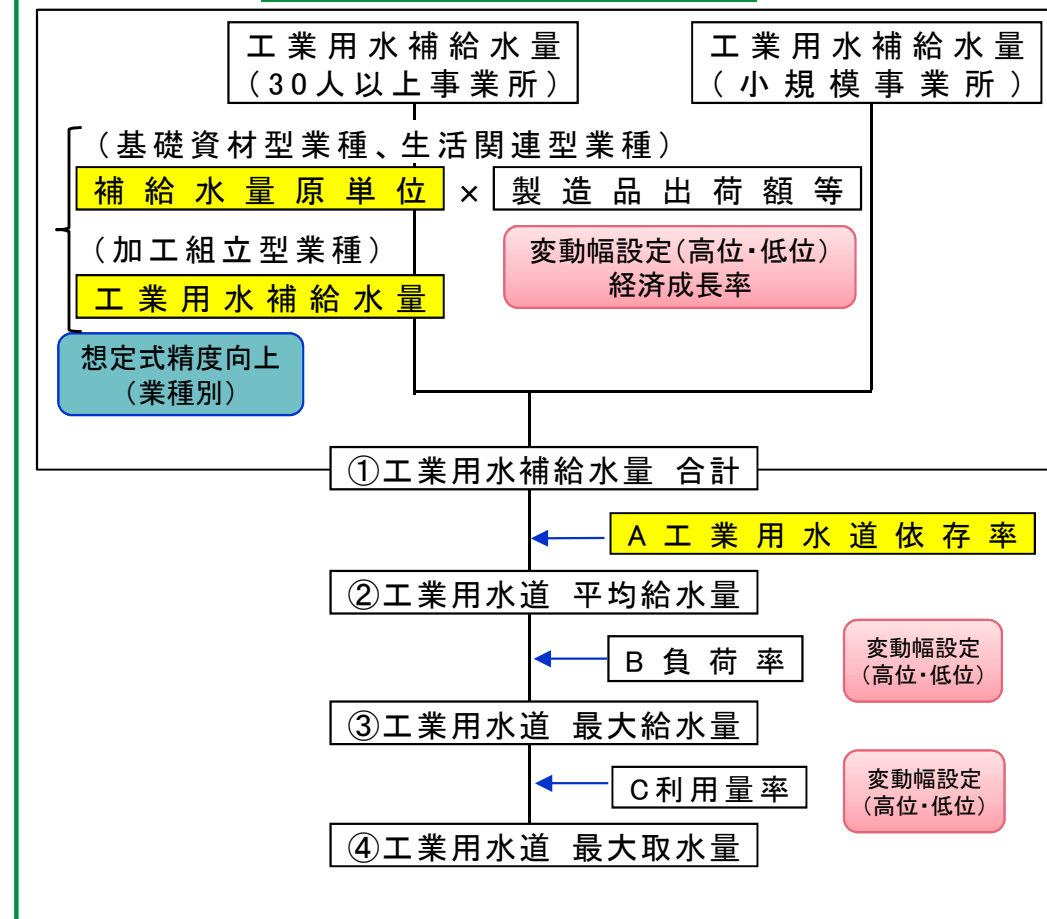 工業用水補給水量
（30人以上事業所）
工業用水補給水量
（小規模事業所）
（基礎資材型業種、生活関連型業種）
補給水量原単位
×
製造品出荷額等
（加工組立型業種）
変動幅設定（高位・低位）
経済成長率
工業用水補給水量
想定式精度向上
（業種別）
①工業用水補給水量 合計
A工業用水道依存率
②工業用水道 平均給水量
B負荷率
変動幅設定
（高位・低位）
③工業用水道 最大給水量
C利用量率
変動幅設定
（高位・低位）
④工業用水道 最大取水量